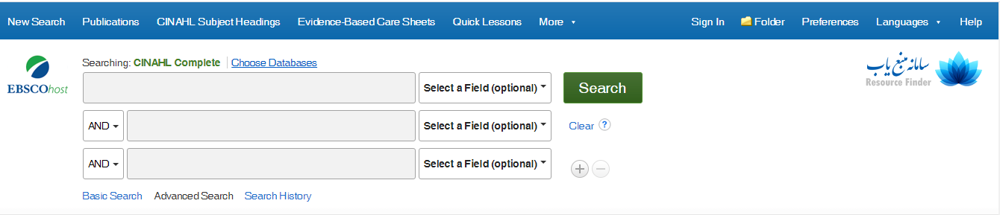 New Search Publications CINAHL Subject Headings Evidence-Based Care Sheets Quick Lessons More Sign In Folder Preferences Languages Help
Searching: CINAHL Complete Choose Databases
سامانه منبع یاب
Resource Finder
EBSCOhost
Select a Field (optional) Search
AND Select a Field (optional) Clear ?
AND Select a Field (optional)
Basic Search Advanced Search Search History